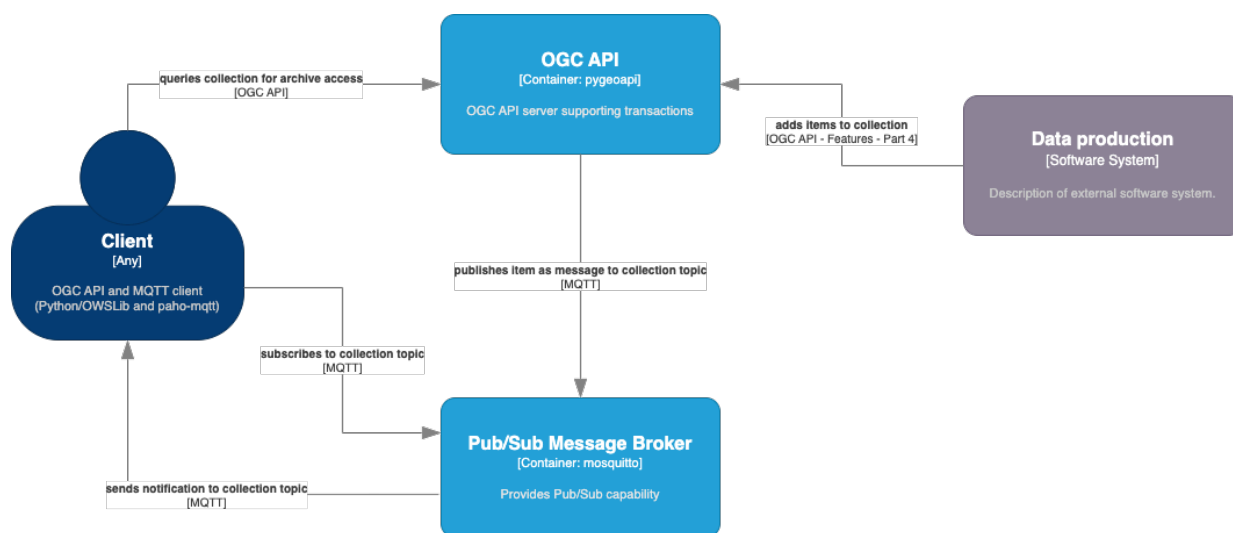 OGC API
[Container: pygeoapi]
OGC API server supporting transactions
queries collection for archive access
[OGC API]
adds items to collection
[OGC API - Features - Part 4]
Data production
[Software System]
Description of external software system.
Client
[Any]
OGC API and MQTT client
(Python/OWSLib and paho-mqtt)
publishes item as message to collection topic
[MQTT]
subscribes to collection topic
[MQTT]
Pub/Sub Message Broker
[Container: mosquitto]
Provides Pub/Sub capability
sends notification to collection topic
[MQTT]